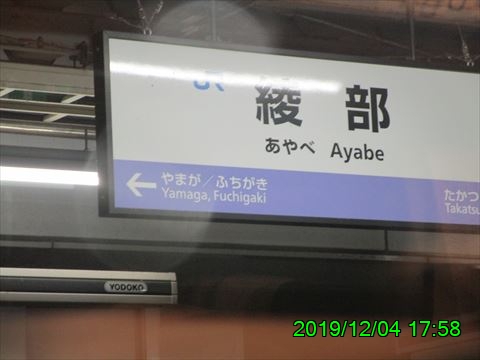 JR
綾部
あやべ Ayabe
← やまが／ふちがき
Yamaga, Fuchigaki
たかつ
Takatsu
YODOKO
2019/12/04 17:58